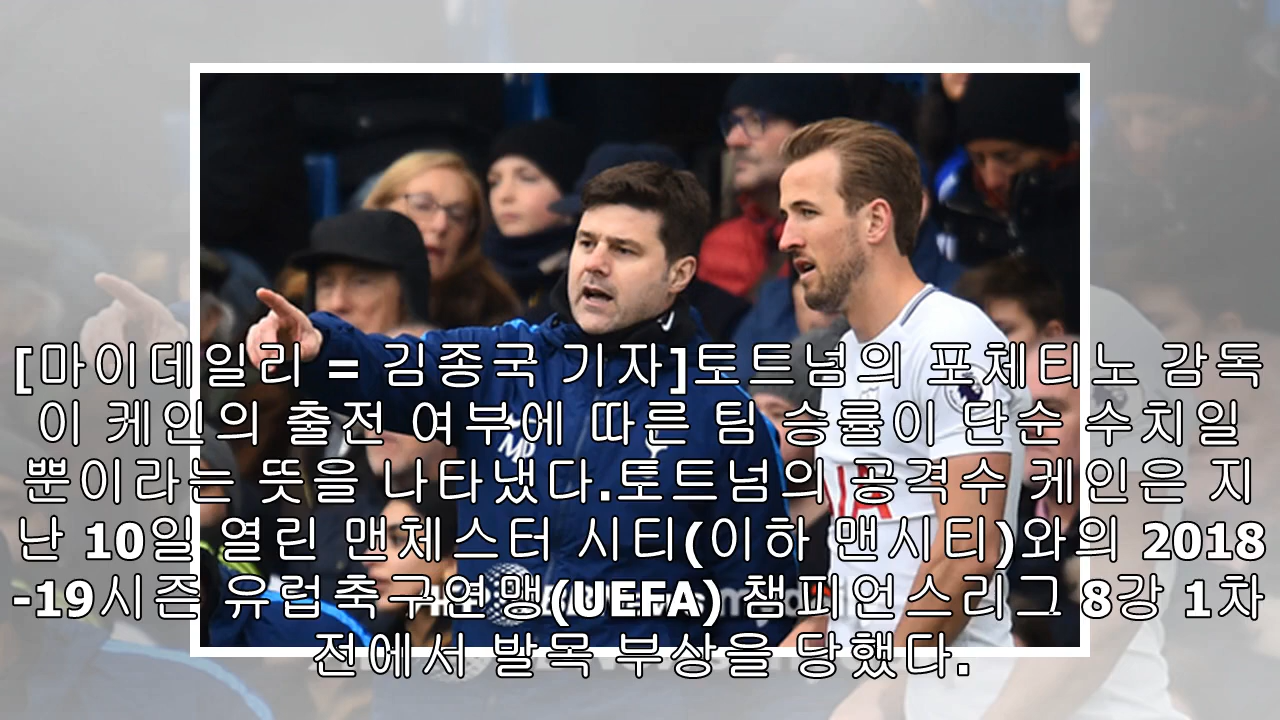 [마이데일리 = 김종국 기자]토트넘의 포체티노 감독
이 케인의 출전 여부에 따른 팀 승률이 단순 수치일
뿐이라는 뜻을 나타냈다.토트넘의 공격수 케인은 지
난 10일 열린 맨체스터 시티(이하 맨시티)와의 2018
-19시즌 유럽축구연맹(UEFA) 챔피언스리그 8강 1차
전에서 발목 부상을 당했다.
MP
AIA